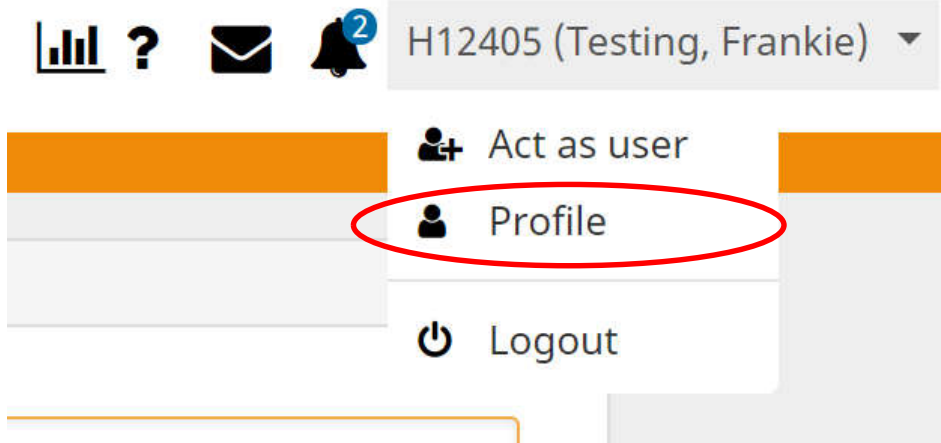 ? 2 H12405 (Testing, Frankie)
Act as user
Profile
Logout